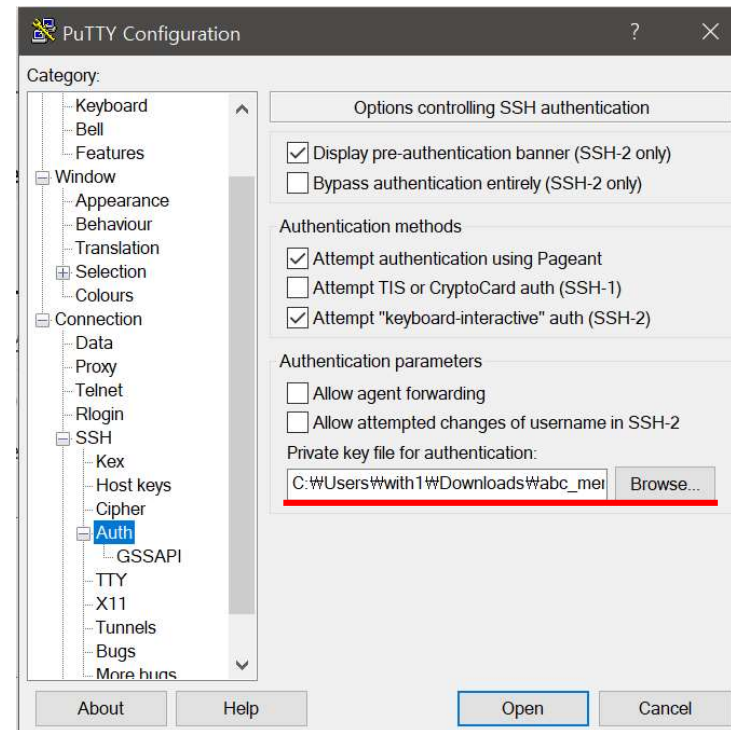 PuTTY Configuration
?
Category:
Keyboard
Bell
Features
Window
Appearance
Behaviour
Translation
Selection
Colours
Connection
Data
Proxy
Telnet
Rlogin
SSH
Kex
Host keys
Cipher
Auth
GSSAPI
TTY
X11
Tunnels
Bugs
More bugs
Options controlling SSH authentication
Display pre-authentication banner (SSH-2 only)
Bypass authentication entirely (SSH-2 only)
Authentication methods
Attempt authentication using Pageant
Attempt TIS or CryptoCard auth (SSH-1)
Attempt "keyboard-interactive" auth (SSH-2)
Authentication parameters
Allow agent forwarding
Allow attempted changes of username in SSH-2
Private key file for authentication:
C:₩Users₩with1₩Downloads₩abc_mer Browse...
About Help Open Cancel